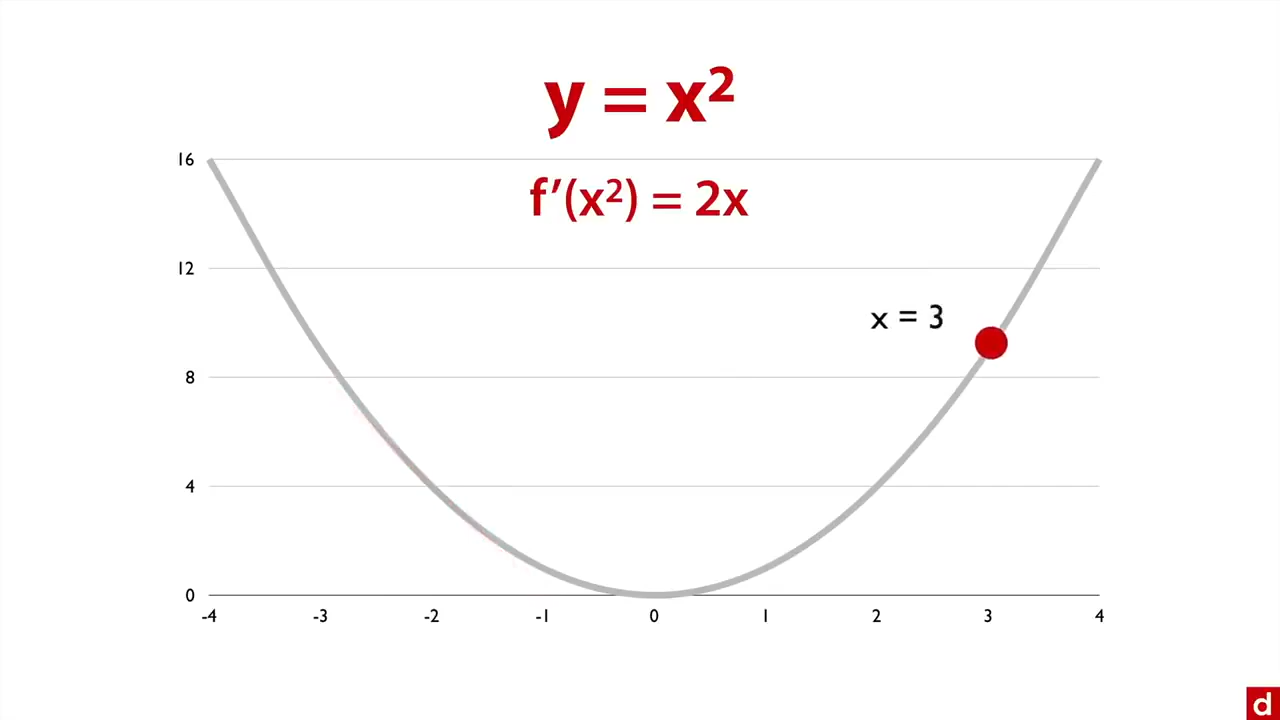 y = x²
16
f′(x²) = 2x
12
x = 3
8
4
0
-4 -3 -2 -1 0 1 2 3 4
d